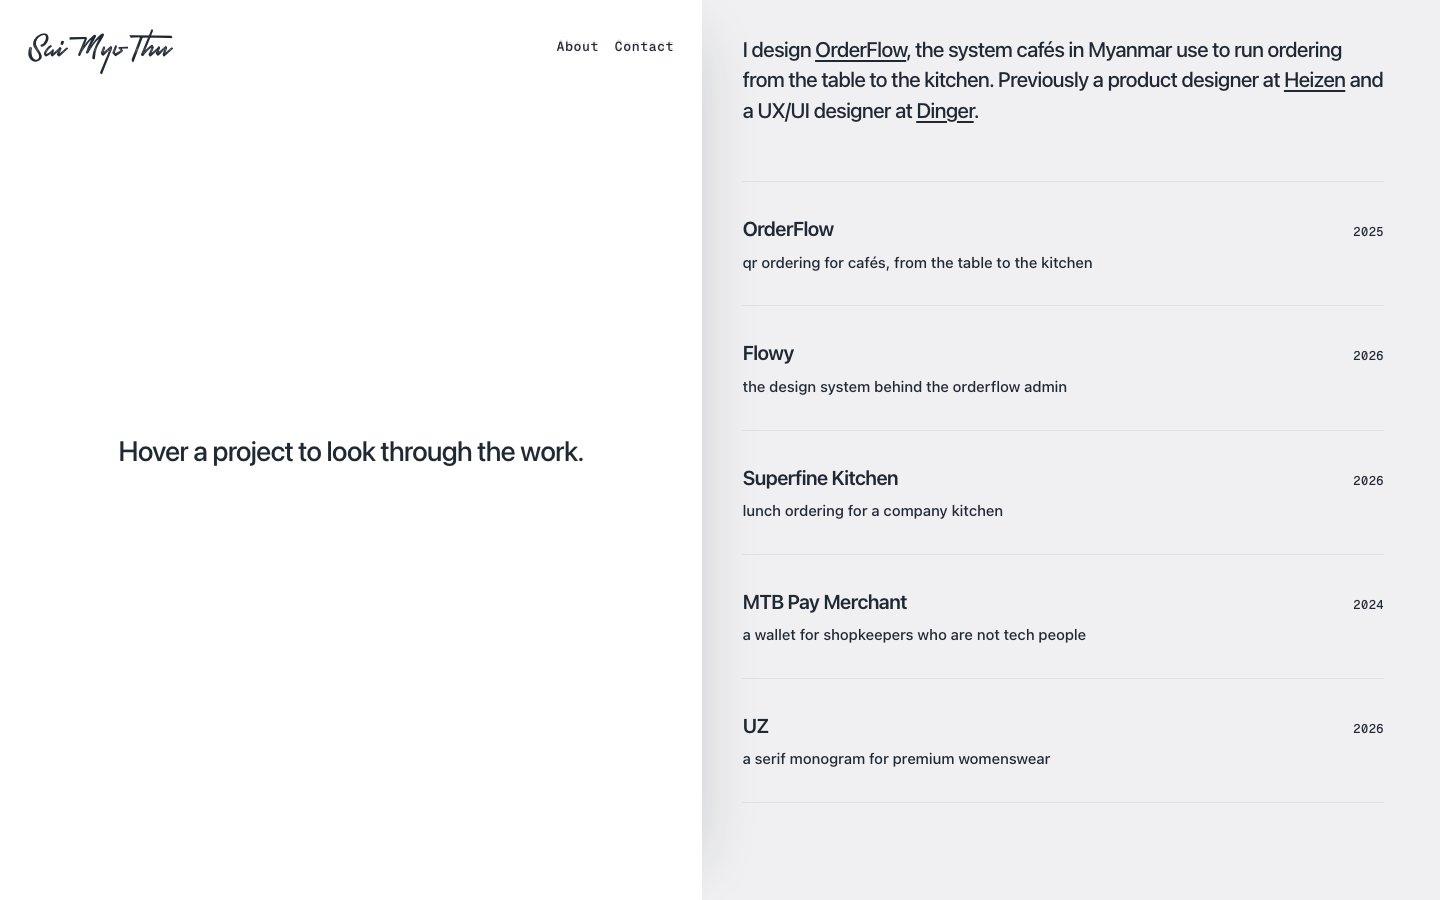 Sai Myo Thu
About Contact
Hover a project to look through the work.
I design OrderFlow, the system cafés in Myanmar use to run ordering
from the table to the kitchen. Previously a product designer at Heizen and
a UX/UI designer at Dinger.
OrderFlow 2025
qr ordering for cafés, from the table to the kitchen
Flowy 2026
the design system behind the orderflow admin
Superfine Kitchen 2026
lunch ordering for a company kitchen
MTB Pay Merchant 2024
a wallet for shopkeepers who are not tech people
UZ 2026
a serif monogram for premium womenswear